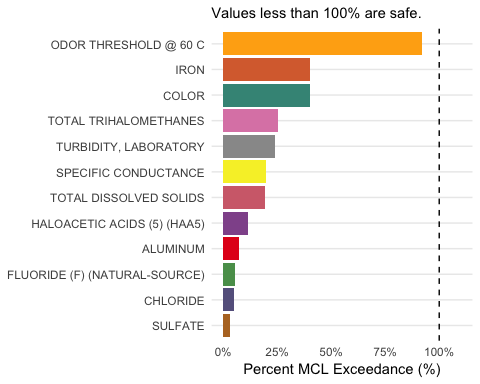 Values less than 100% are safe.
ODOR THRESHOLD @ 60 C
IRON
COLOR
TOTAL TRIHALOMETHANES
TURBIDITY, LABORATORY
SPECIFIC CONDUCTANCE
TOTAL DISSOLVED SOLIDS
HALOACETIC ACIDS (5) (HAA5)
ALUMINUM
FLUORIDE (F) (NATURAL-SOURCE)
CHLORIDE
SULFATE
0% 25% 50% 75% 100%
Percent MCL Exceedance (%)